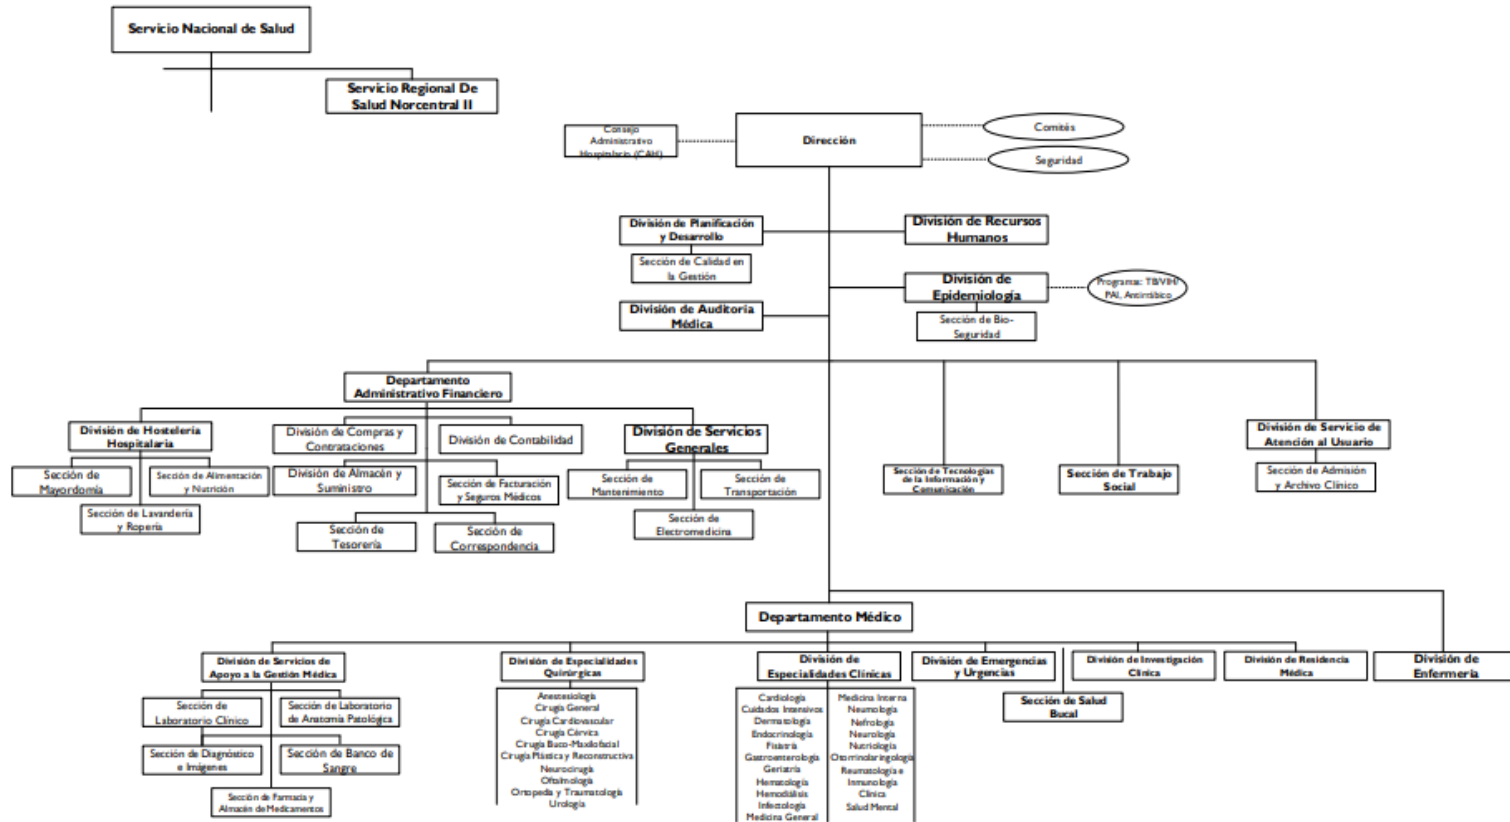 Servicio Nacional de Salud
Servicio Regional De
Salud Norcentral II
Consejo
Administrativo
Hospitalario (CAH)
Dirección
Comités
Seguridad
División de Planificación
y Desarrollo
División de Recursos
Humanos
Sección de Calidad en
la Gestión
División de
Epidemiología
Programas: TB/VIH/
PAI, Antirrábico
División de Auditoria
Médica
Sección de Bio-
Seguridad
Departamento
Administrativo Financiero
División de Hostelería
Hospitalaria
División de Compras y
Contrataciones
División de Contabilidad
División de Servicios
Generales
División de Servicio de
Atención al Usuario
Sección de
Mayordomía
Sección de Alimentación
y Nutrición
División de Almacén y
Suministro
Sección de Facturación
y Seguros Médicos
Sección de
Mantenimiento
Sección de
Transportación
Sección de Tecnologías
de la Información y
Comunicación
Sección de Trabajo
Social
Sección de Admisión
y Archivo Clínico
Sección de Lavandería
y Ropería
Sección de
Tesorería
Sección de
Correspondencia
Sección de
Electromedicina
Departamento Médico
División de Servicios de
Apoyo a la Gestión Médica
División de Especialidades
Quirúrgicas
División de
Especialidades Clínicas
División de Emergencias
y Urgencias
División de Investigación
Clínica
División de Residencia
Médica
División de
Enfermería
Sección de
Laboratorio Clínico
Sección de Laboratorio
de Anatomía Patológica
Sección de Diagnóstico
e Imágenes
Sección de Banco de
Sangre
Sección de Farmacia y
Almacén de Medicamentos
Anestesiología
Cirugía General
Cirugía Cardiovascular
Cirugía Cérvica
Cirugía Buco-Maxilofacial
Cirugía Plástica y Reconstructiva
Neurocirugía
Oftalmología
Ortopedia y Traumatología
Urología
Cardiología
Cuidados Intensivos
Dermatología
Endocrinología
Fisiatría
Gastroenterología
Geriatría
Hematología
Hemodiálisis
Infectología
Medicina General
Medicina Interna
Neumología
Nefrología
Neurología
Nutriología
Otorrinolaringología
Reumatología e
Inmunología
Clínica
Salud Mental
Sección de Salud
Bucal